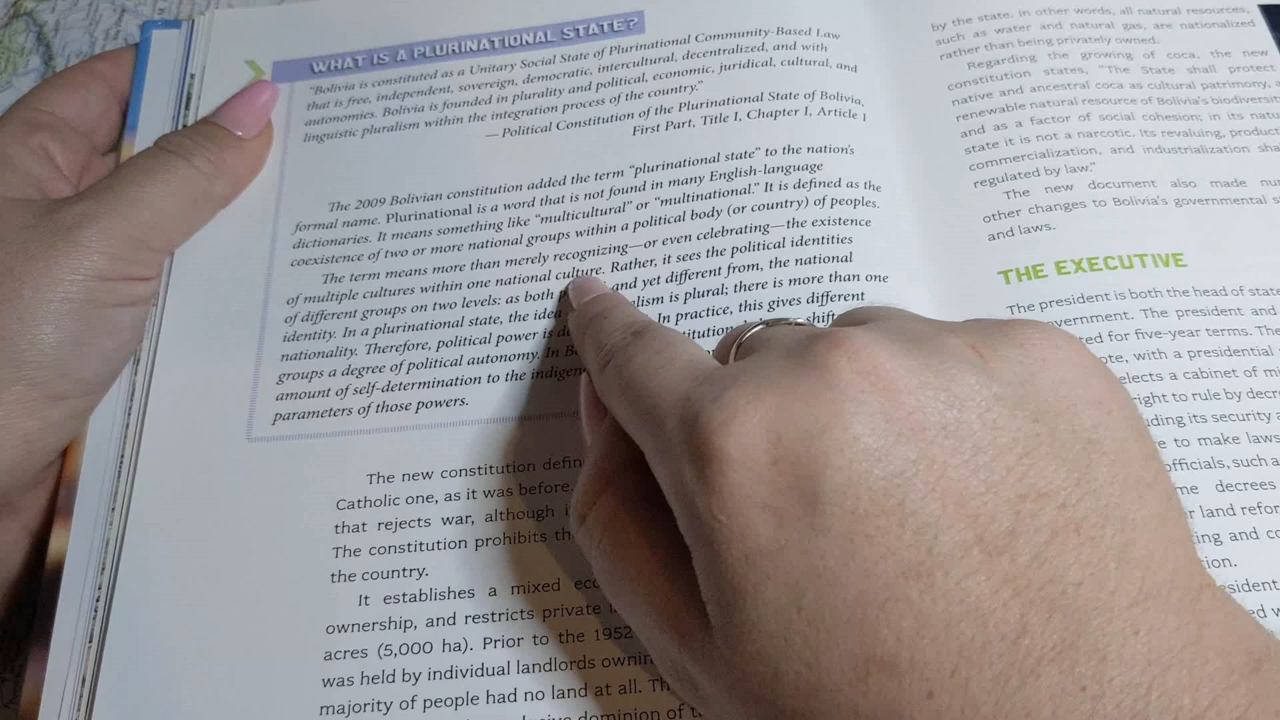 WHAT IS A PLURINATIONAL STATE?
"Bolivia is constituted as a Unitary Social State of Plurinational Community-Based Law
that is free, independent, sovereign, democratic, intercultural, decentralized, and with
autonomies. Bolivia is founded in plurality and political, economic, juridical, cultural, and
linguistic pluralism within the integration process of the country."
— Political Constitution of the Plurinational State of Bolivia,
First Part, Title I, Chapter I, Article 1
The 2009 Bolivian constitution added the term "plurinational state" to the nation's
formal name. Plurinational is a word that is not found in many English-language
dictionaries. It means something like "multicultural" or "multinational." It is defined as the
coexistence of two or more national groups within a political body (or country) of peoples.
The term means more than merely recognizing—or even celebrating—the existence
of multiple cultures within one national culture. Rather, it sees the political identities
of different groups on two levels: as both and yet different from, the national
identity. In a plurinational state, the idea is plural; there is more than one
nationality. Therefore, political power is In practice, this gives different
groups a degree of political autonomy. In
amount of self-determination to the
parameters of those powers.
The new constitution
Catholic one, as it was before.
that rejects war, although
The constitution prohibits
the country.
It establishes a mixed
ownership, and restricts private
acres (5,000 ha). Prior to the 1952
was held by individual landlords
majority of people had no land at all.
dominion of
by the state. In other words, all natural resources,
such as water and natural gas, are nationalized
rather than being privately owned.
Regarding the growing of coca, the new
constitution states, "The State shall protect
native and ancestral coca as cultural patrimony,
renewable natural resource of Bolivia's
and as a factor of social cohesion; in its
state it is not a narcotic. Its revaluing,
commercialization, and industrialization
regulated by law."
The new document also made
other changes to Bolivia's governmental
and laws.
THE EXECUTIVE
The president is both the head of state
The president and
for five-year terms.
with a presidential
elects a cabinet of
right to rule by
its security
to make laws
officials, such
decrees
land
and